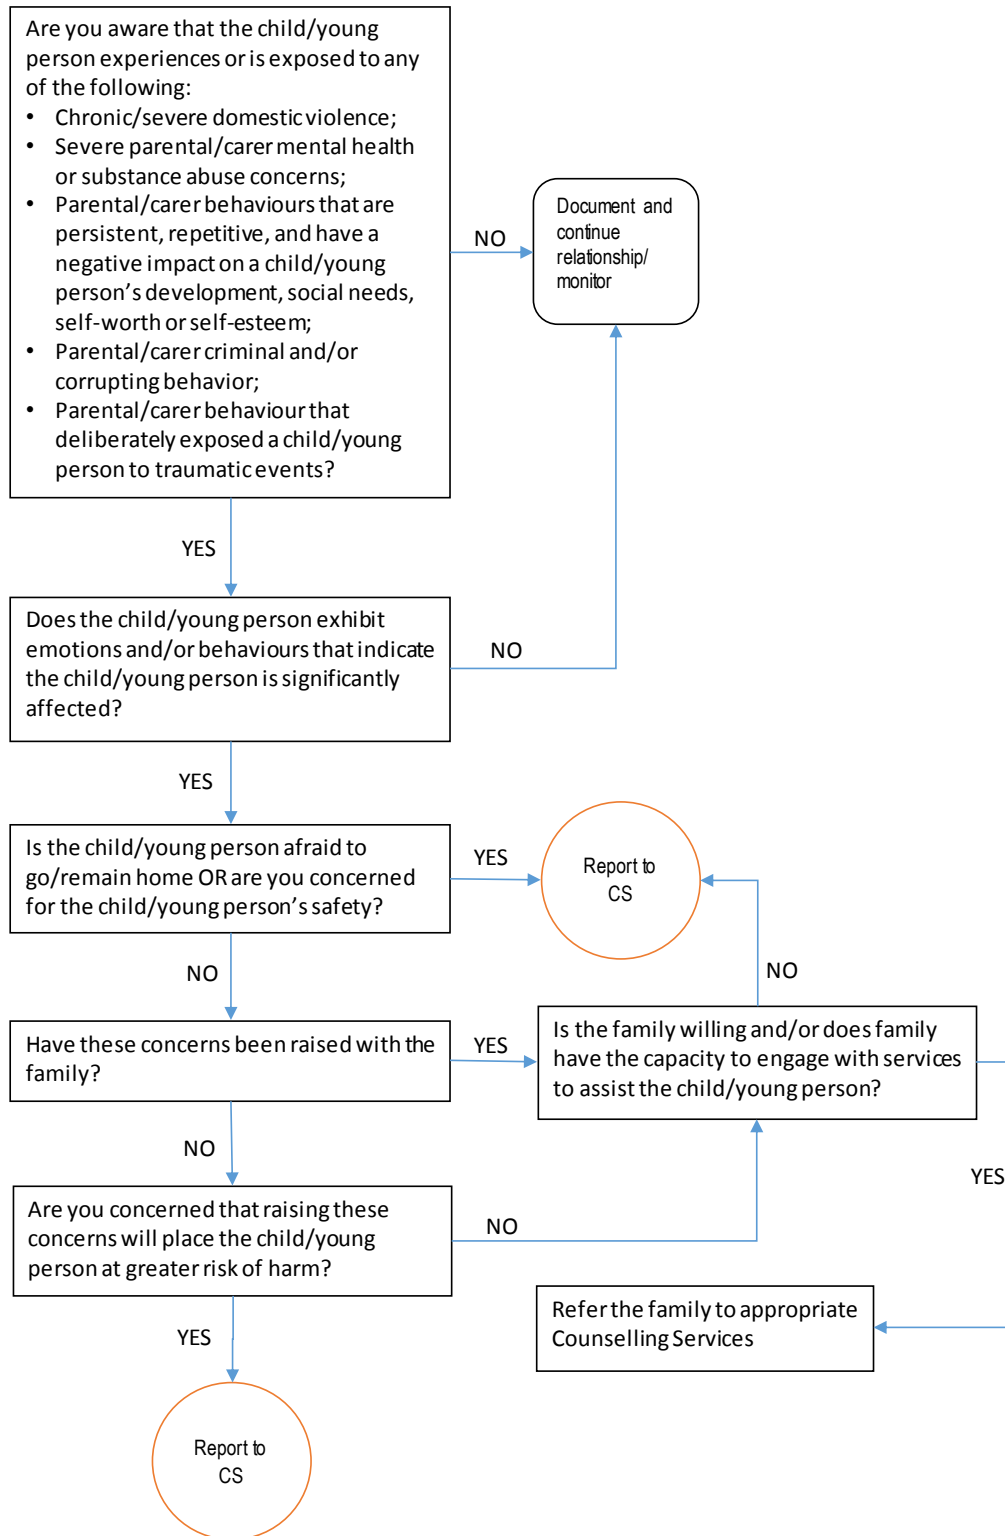 Are you aware that the child/young
person experiences or is exposed to any
of the following:
• Chronic/severe domestic violence;
• Severe parental/carer mental health
or substance abuse concerns;
• Parental/carer behaviours that are
persistent, repetitive, and have a
negative impact on a child/young
person's development, social needs,
self-worth or self-esteem;
• Parental/carer criminal and/or
corrupting behavior;
• Parental/carer behaviour that
deliberately exposed a child/young
person to traumatic events?
NO
Document and
continue
relationship/
monitor
YES
Does the child/young person exhibit
emotions and/or behaviours that indicate
the child/young person is significantly
affected?
NO
YES
Is the child/young person afraid to
go/remain home OR are you concerned
for the child/young person's safety?
YES
Report to
CS
NO
NO
Have these concerns been raised with the
family?
YES
Is the family willing and/or does family
have the capacity to engage with services
to assist the child/young person?
NO
YES
Are you concerned that raising these
concerns will place the child/young
person at greater risk of harm?
NO
Refer the family to appropriate
Counselling Services
YES
Report to
CS